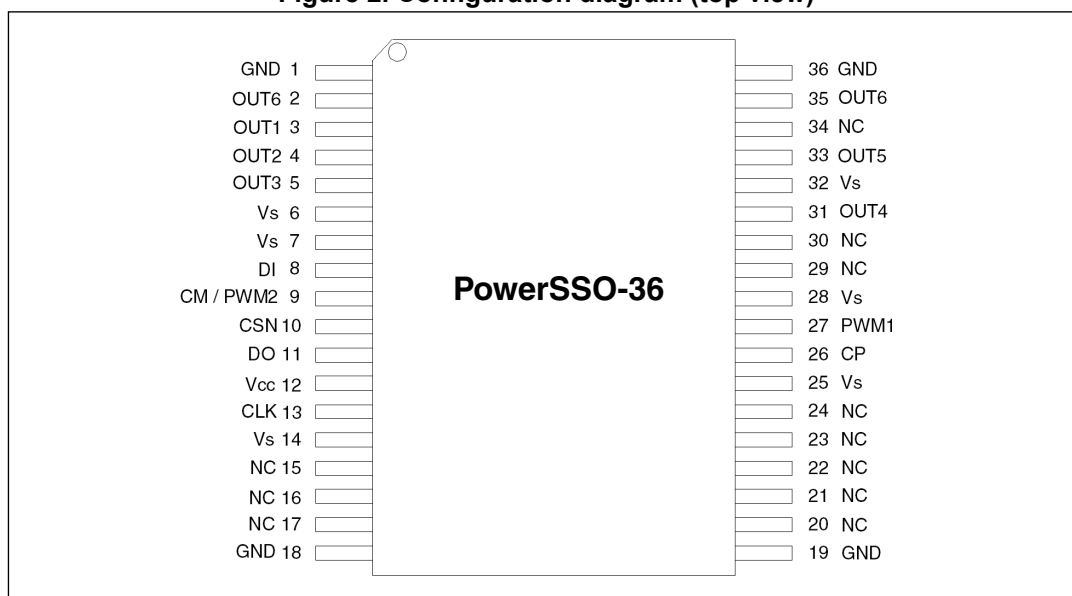 Figure 2. Configuration diagram (top view)
GND 1
OUT6 2
OUT1 3
OUT2 4
OUT3 5
Vs 6
Vs 7
DI 8
CM / PWM2 9
CSN 10
DO 11
Vcc 12
CLK 13
Vs 14
NC 15
NC 16
NC 17
GND 18
PowerSSO-36
36 GND
35 OUT6
34 NC
33 OUT5
32 Vs
31 OUT4
30 NC
29 NC
28 Vs
27 PWM1
26 CP
25 Vs
24 NC
23 NC
22 NC
21 NC
20 NC
19 GND